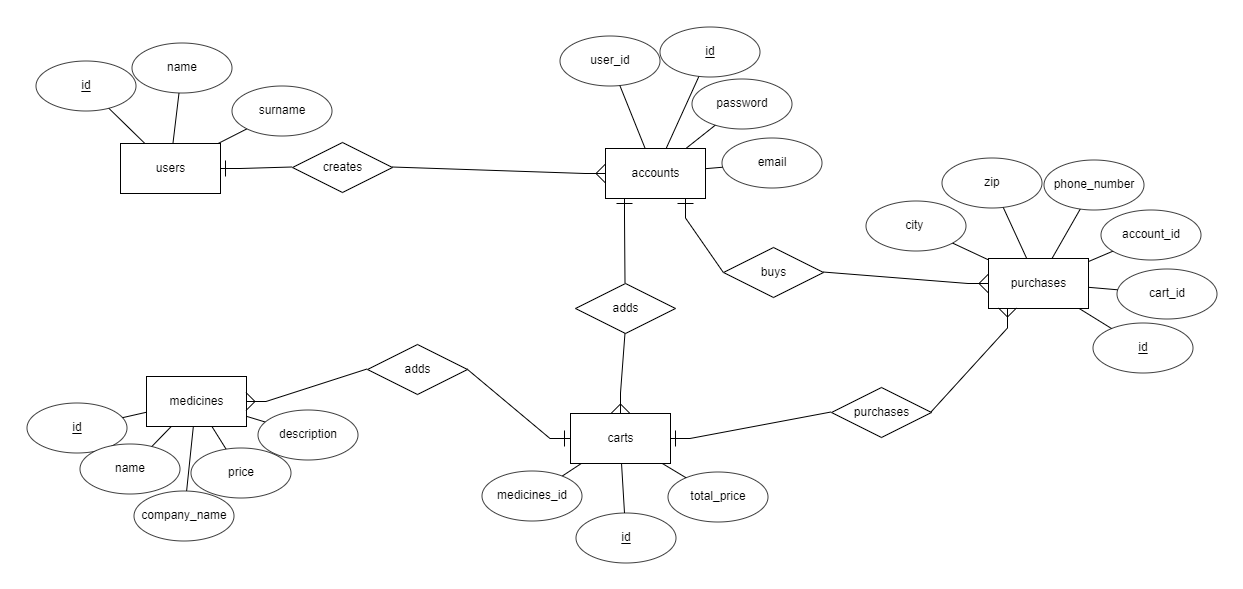 user_id
id
name
id
surname
password
users
creates
accounts
email
zip
phone_number
city
account_id
buys
purchases
cart_id
adds
id
medicines
adds
purchases
id
description
carts
name
price
medicines_id
total_price
company_name
id